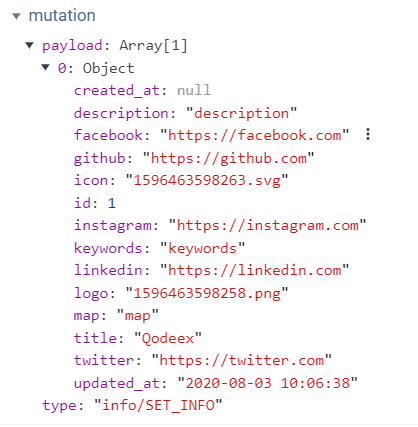 mutation
payload: Array[1]
0: Object
created_at: null
description: "description"
facebook: "https://facebook.com"
github: "https://github.com"
icon: "1596463598263.svg"
id: 1
instagram: "https://instagram.com"
keywords: "keywords"
linkedin: "https://linkedin.com"
logo: "1596463598258.png"
map: "map"
title: "Qodeex"
twitter: "https://twitter.com"
updated_at: "2020-08-03 10:06:38"
type: "info/SET_INFO"